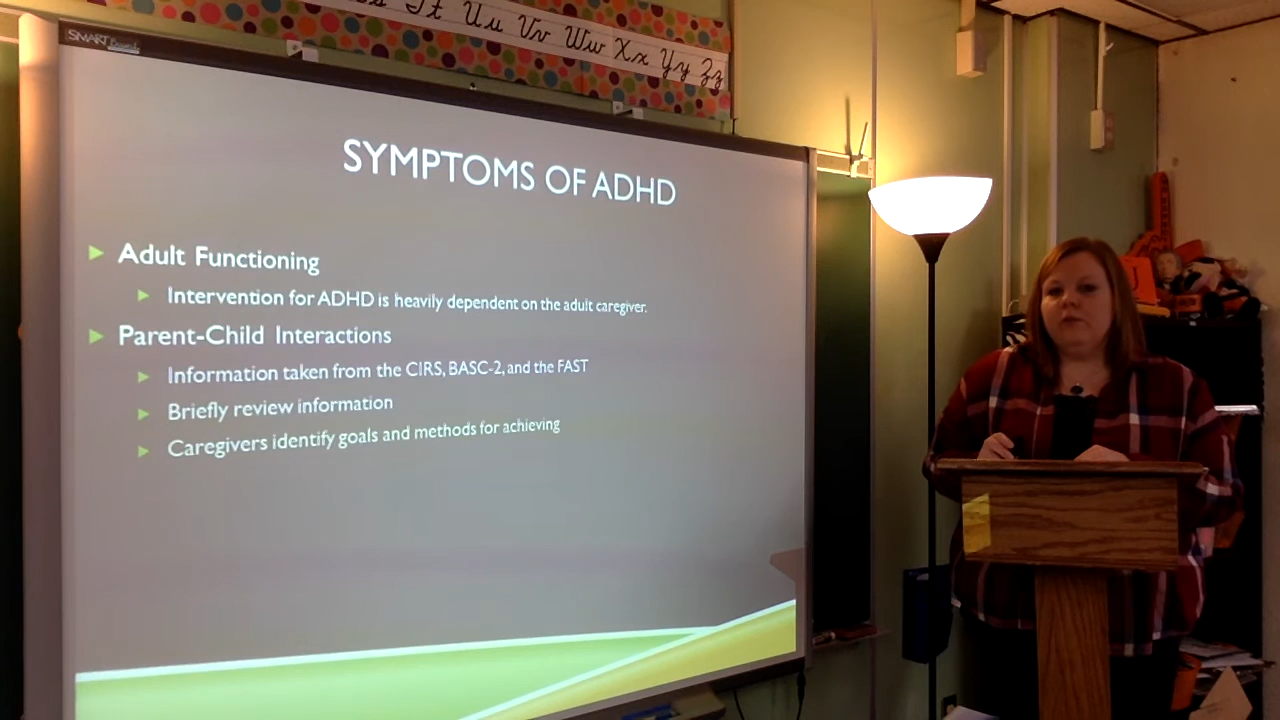 Tt Uu Vv Ww Xx Yy Zz
SMART Board
SYMPTOMS OF ADHD
Adult Functioning
Intervention for ADHD is heavily dependent on the adult caregiver.
Parent-Child Interactions
Information taken from the CIRS, BASC-2, and the FAST
Briefly review information
Caregivers identify goals and methods for achieving